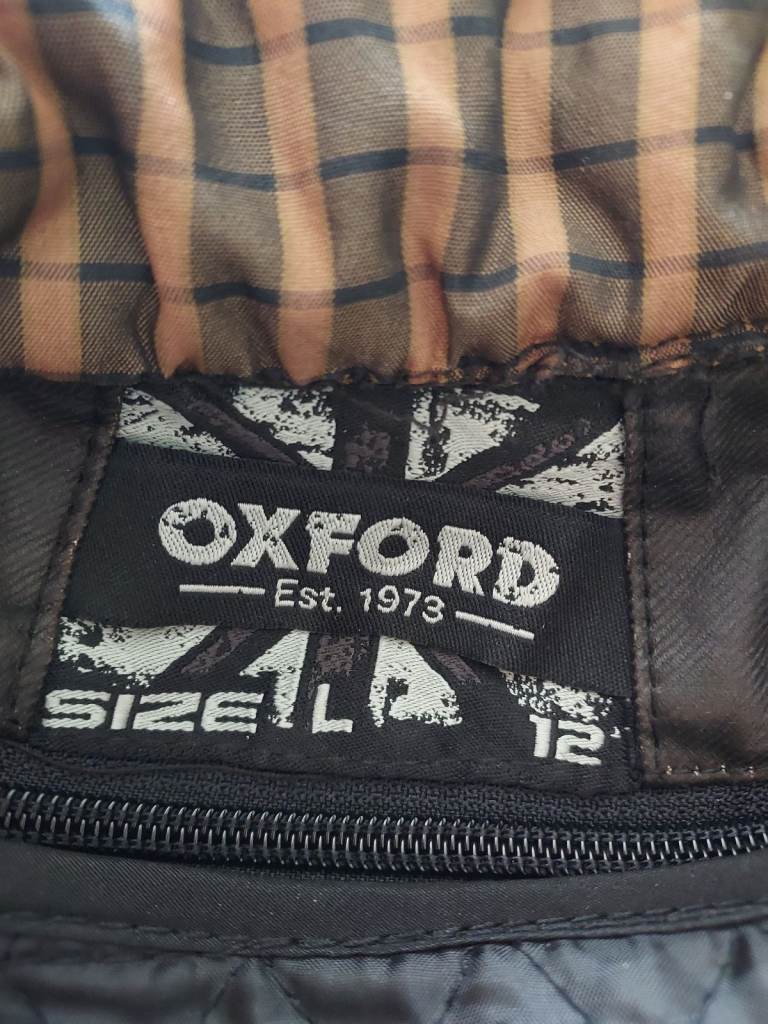 OXFORD
Est. 1973
SIZE L 12